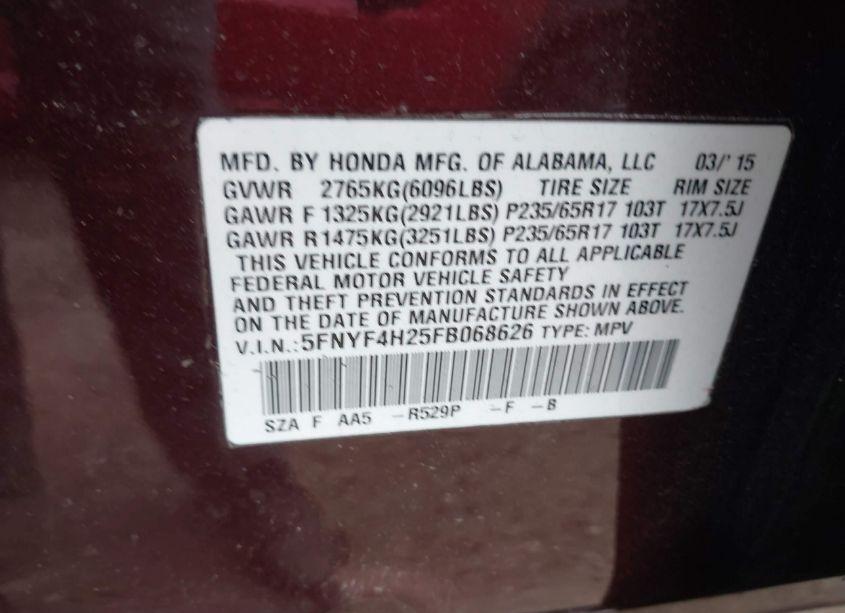 MFD. BY HONDA MFG. OF ALABAMA, LLC 03/'15
GVWR 2765KG(6096LBS) TIRE SIZE RIM SIZE
GAWR F 1325KG(2921LBS) P235/65R17 103T 17X7.5J
GAWR R1475KG(3251LBS) P235/65R17 103T 17X7.5J
THIS VEHICLE CONFORMS TO ALL APPLICABLE
FEDERAL MOTOR VEHICLE SAFETY
AND THEFT PREVENTION STANDARDS IN EFFECT
ON THE DATE OF MANUFACTURE SHOWN ABOVE.
V.I.N.:5FNYF4H25FB068626 TYPE: MPV
SZA F AA5 -R529P -F -B